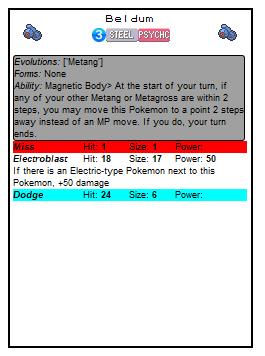 Beldum
3 STEEL PSYCHC
Evolutions: ['Metang']
Forms: None
Ability: Magnetic Body> At the start of your turn, if
any of your other Metang or Metagross are within 2
steps, you may move this Pokemon to a point 2 steps
away instead of an MP move. If you do, your turn
ends.
Miss Hit: 1 Size: 1 Power:
Electroblast Hit: 18 Size: 17 Power: 50
If there is an Electric-type Pokemon next to this
Pokemon, +50 damage
Dodge Hit: 24 Size: 6 Power: